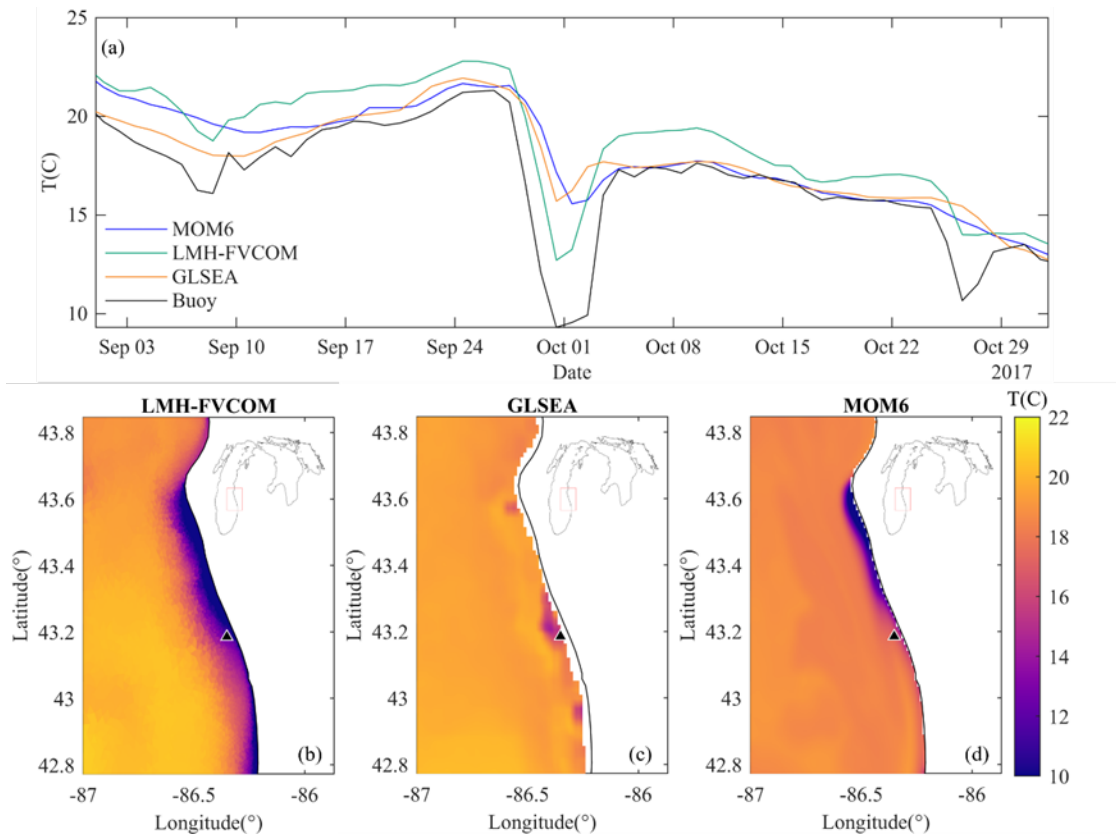 25
20
15
10
T(C)
(a)
MOM6
LMH-FVCOM
GLSEA
Buoy
Sep 03 Sep 10 Sep 17 Sep 24 Oct 01 Oct 08 Oct 15 Oct 22 Oct 29
Date
2017
LMH-FVCOM
43.8
43.6
43.4
43.2
43
42.8
Latitude(°)
(b)
-87 -86.5 -86
Longitude(°)
GLSEA
43.8
43.6
43.4
43.2
43
42.8
Latitude(°)
(c)
-87 -86.5 -86
Longitude(°)
MOM6
43.8
43.6
43.4
43.2
43
42.8
Latitude(°)
(d)
-87 -86.5 -86
Longitude(°)
T(C)
22
20
18
16
14
12
10